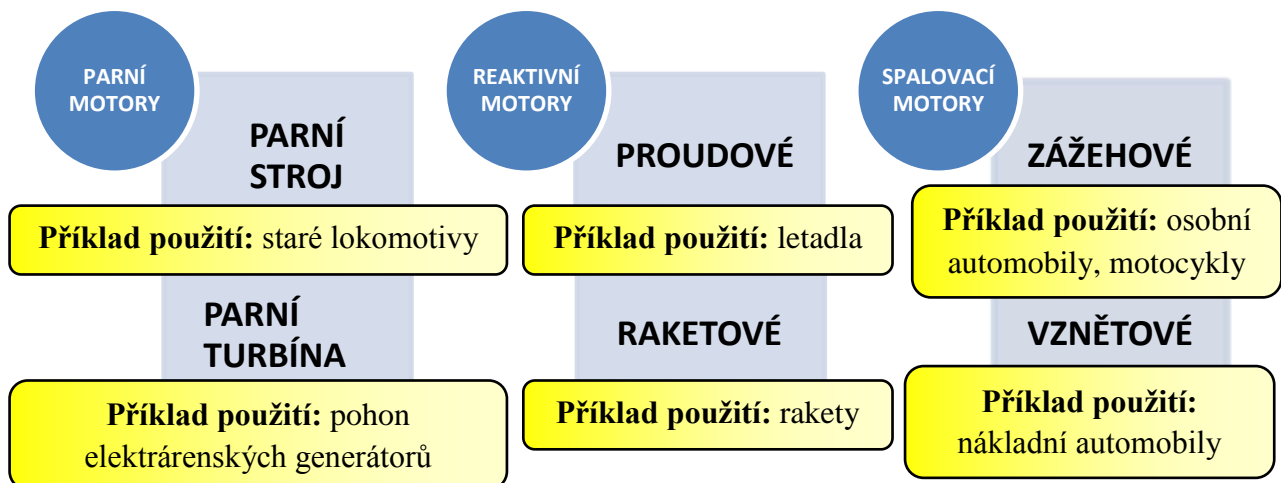 PARNÍ
MOTORY
PARNÍ
STROJ
Příklad použití: staré lokomotivy
PARNÍ
TURBÍNA
Příklad použití: pohon
elektrárenských generátorů
REAKTIVNÍ
MOTORY
PROUDOVÉ
Příklad použití: letadla
RAKETOVÉ
Příklad použití: rakety
SPALOVACÍ
MOTORY
ZÁŽEHOVÉ
Příklad použití: osobní
automobily, motocykly
VZNĚTOVÉ
Příklad použití:
nákladní automobily